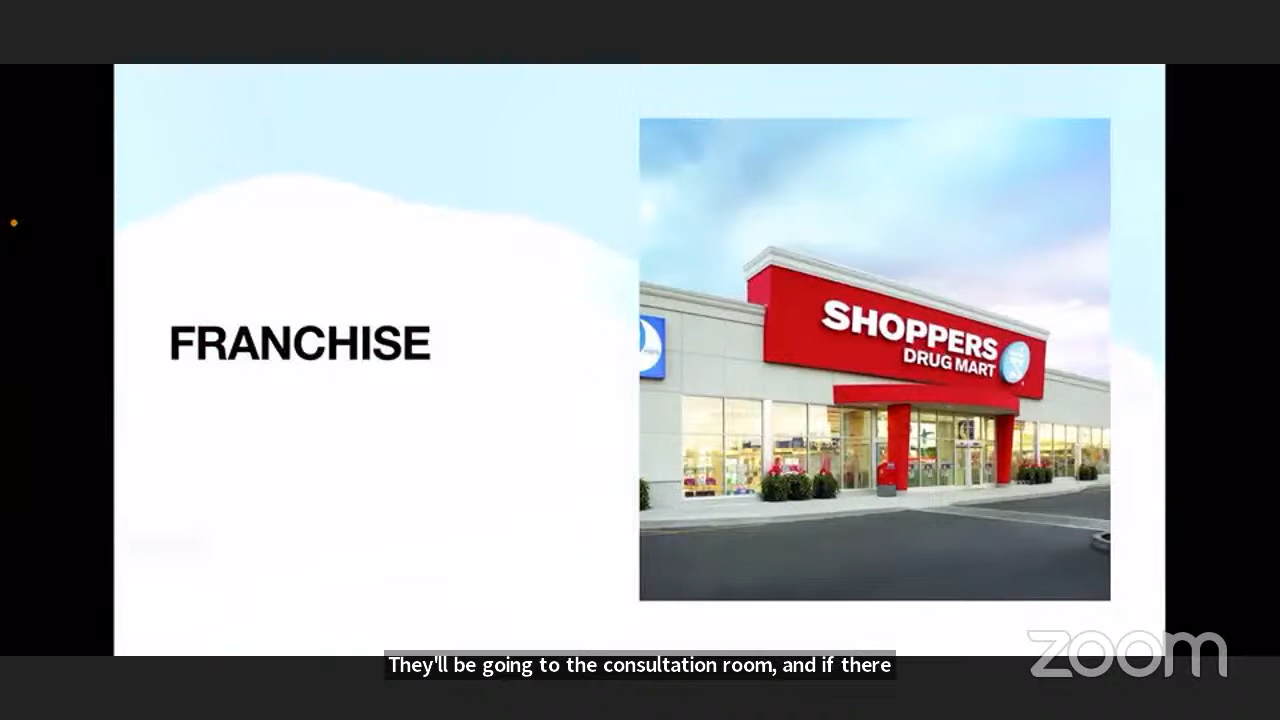 FRANCHISE
SHOPPERS
DRUG MART
They'll be going to the consultation room, and if there
zoom